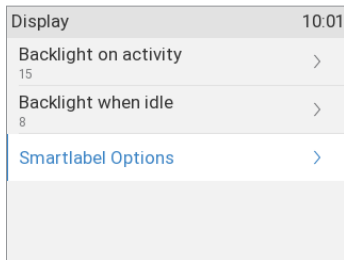 Display 10:01
Backlight on activity
15
Backlight when idle
8
Smartlabel Options